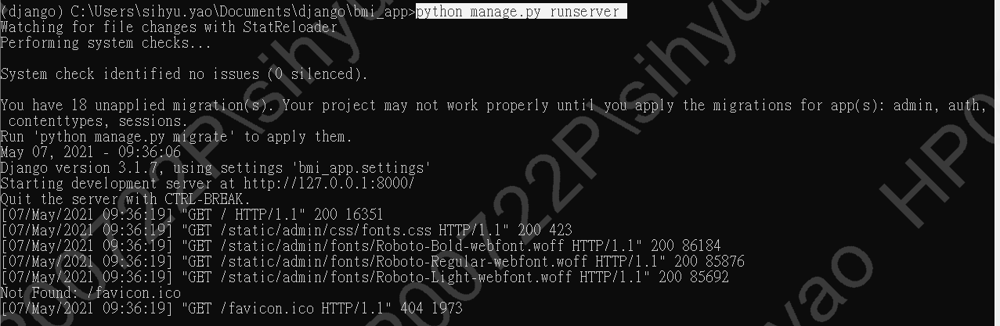 (django) C:\Users\sihyu.yao\Documents\django\bmi_app>python manage.py runserver
Watching for file changes with StatReloader
Performing system checks...
System check identified no issues (0 silenced).
You have 18 unapplied migration(s). Your project may not work properly until you apply the migrations for app(s): admin, auth,
contenttypes, sessions.
Run 'python manage.py migrate' to apply them.
May 07, 2021 - 09:36:06
Django version 3.1.7, using settings 'bmi_app.settings'
Starting development server at http://127.0.0.1:8000/
Quit the server with CTRL-BREAK.
[07/May/2021 09:36:19] "GET / HTTP/1.1" 200 16351
[07/May/2021 09:36:19] "GET /static/admin/css/fonts.css HTTP/1.1" 200 423
[07/May/2021 09:36:19] "GET /static/admin/fonts/Roboto-Bold-webfont.woff HTTP/1.1" 200 86184
[07/May/2021 09:36:19] "GET /static/admin/fonts/Roboto-Regular-webfont.woff HTTP/1.1" 200 85876
[07/May/2021 09:36:19] "GET /static/admin/fonts/Roboto-Light-webfont.woff HTTP/1.1" 200 85692
Not Found: /favicon.ico
[07/May/2021 09:36:19] "GET /favicon.ico HTTP/1.1" 404 1973
P00722P\sihyu
P00722P\sihyu.yao
HP0